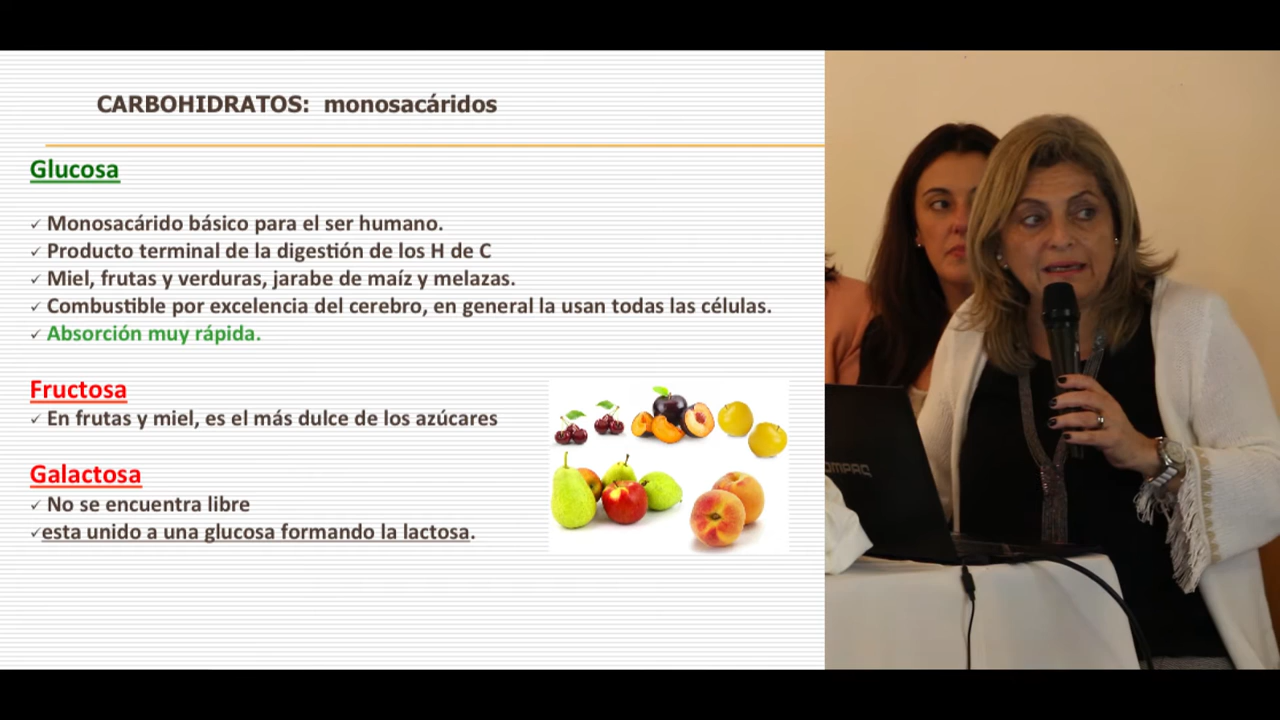 CARBOHIDRATOS: monosacáridos
Glucosa
✓ Monosacárido básico para el ser humano.
✓ Producto terminal de la digestión de los H de C
✓ Miel, frutas y verduras, jarabe de maíz y melazas.
✓ Combustible por excelencia del cerebro, en general la usan todas las células.
✓ Absorción muy rápida.
Fructosa
✓ En frutas y miel, es el más dulce de los azúcares
Galactosa
✓ No se encuentra libre
✓esta unido a una glucosa formando la lactosa.
COMPAQ